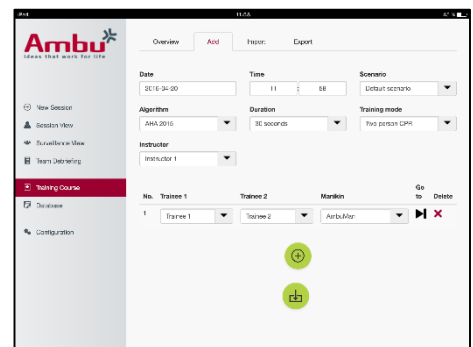 iPad 11:58
Ambu
Ideas that work for life
Overview Add Import Export
Date Time Scenario
2016-04-20 11 : 58 Default scenario
Algorithm Duration Training mode
AHA 2015 30 seconds Two person CPR
Instructor
Instructor 1
New Session
Session View
Surveillance View
Team Debriefing
Training Course
Database
Configuration
No. Trainee 1 Trainee 2 Manikin Go to Delete
1 Trainee 1 Trainee 2 AmbuMan